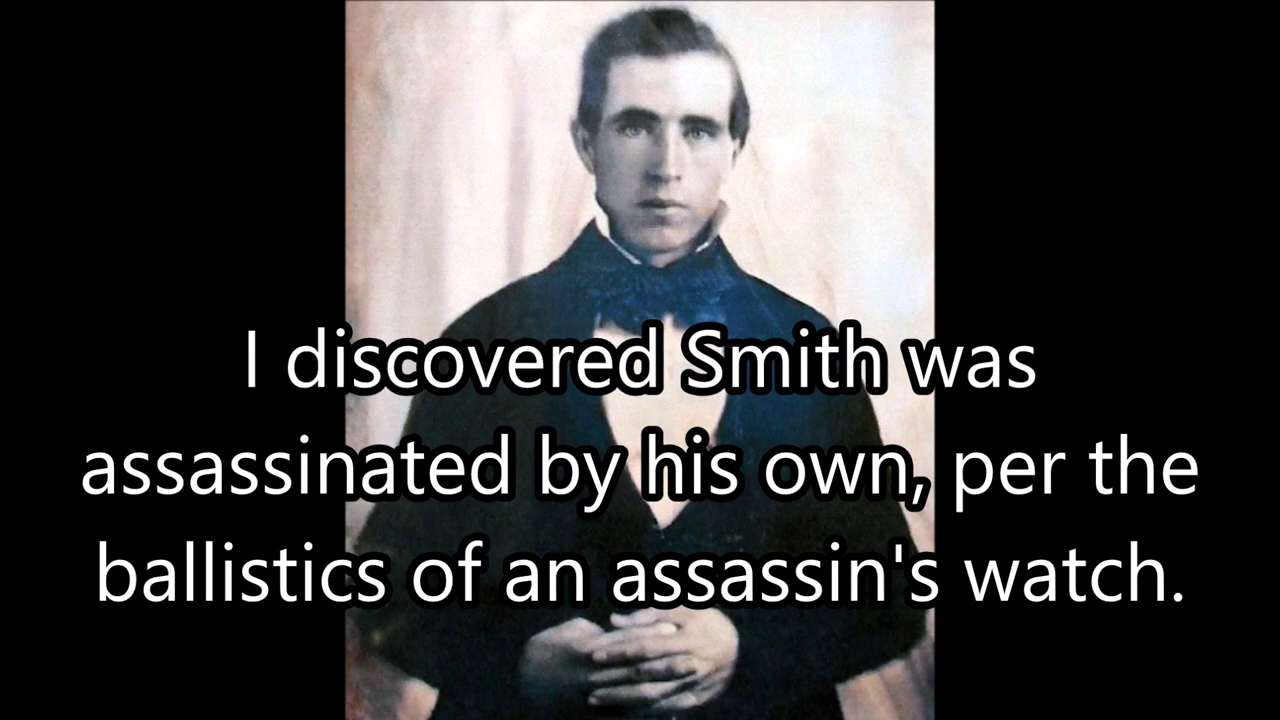 I discovered Smith was
assassinated by his own, per the
ballistics of an assassin's watch.